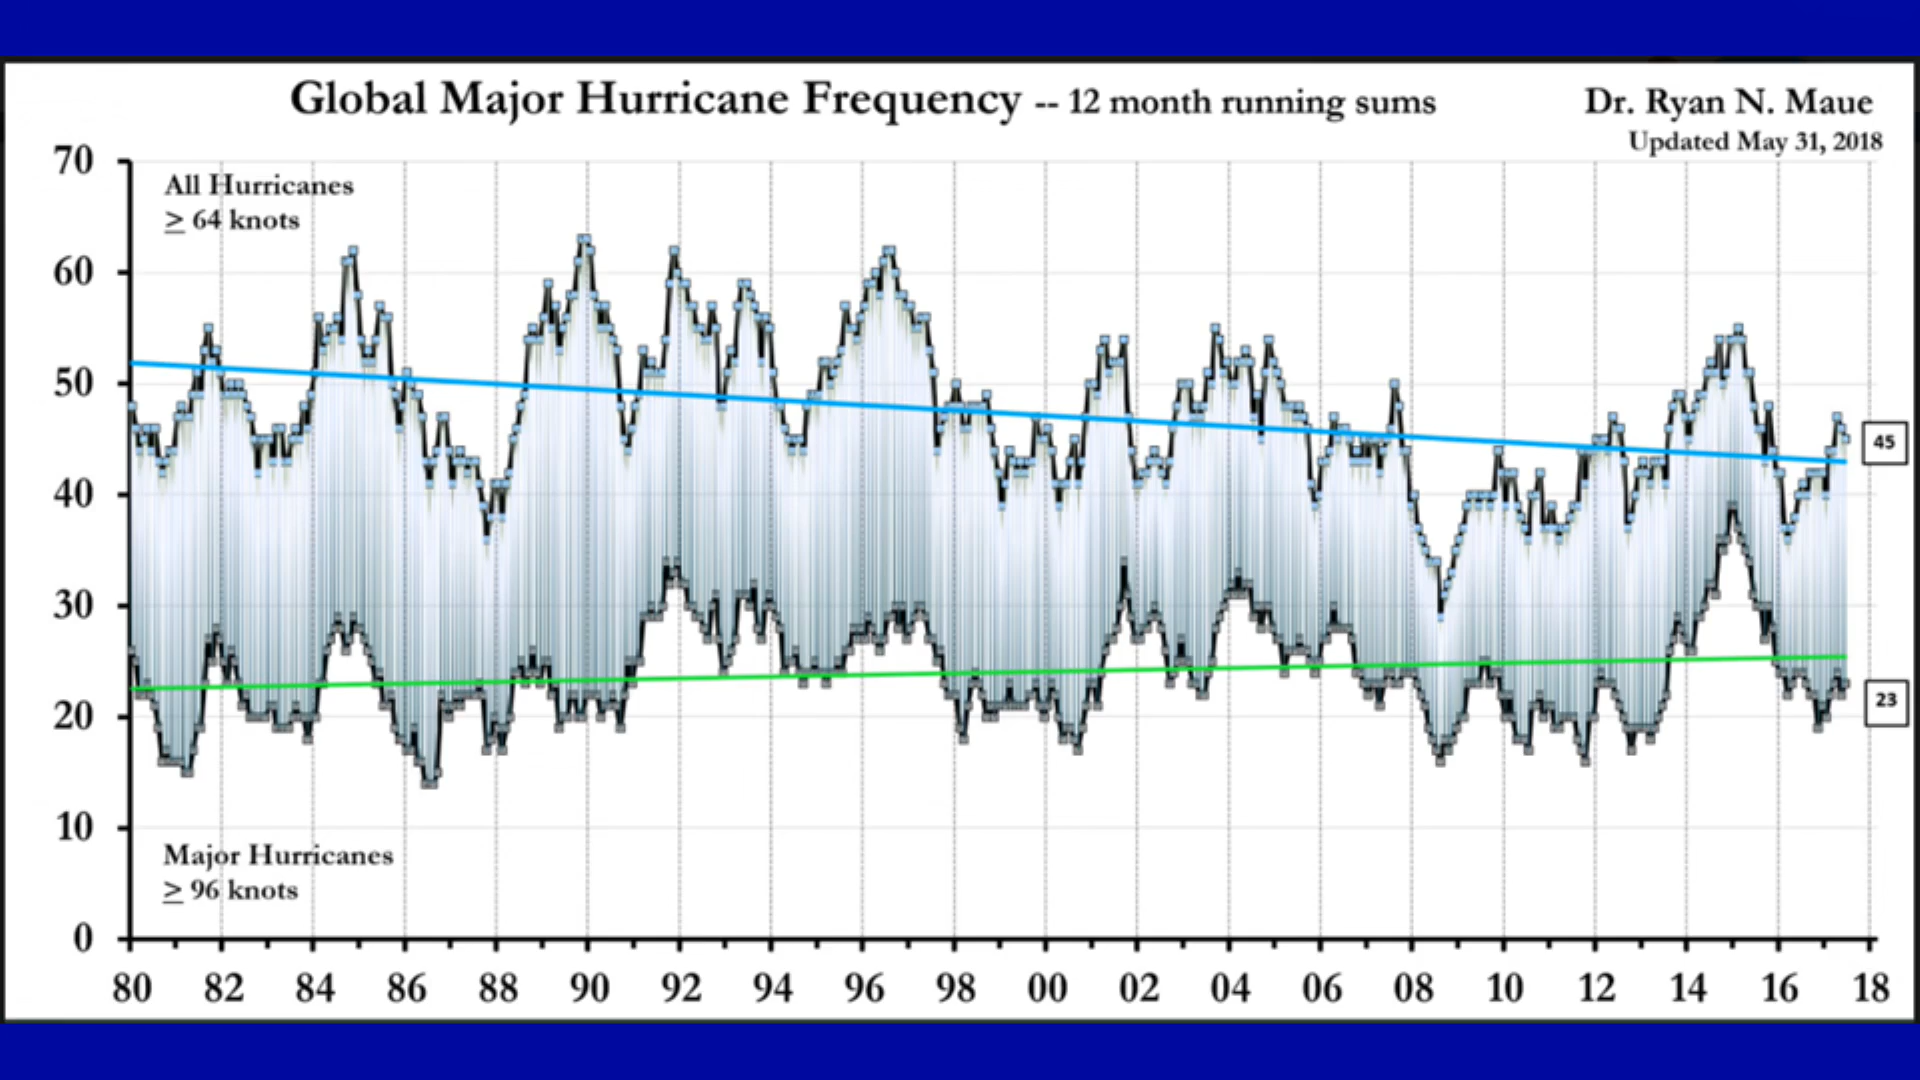 Global Major Hurricane Frequency -- 12 month running sums
Dr. Ryan N. Maue
Updated May 31, 2018
70
All Hurricanes
≥ 64 knots
60
50
45
40
30
23
20
10
Major Hurricanes
≥ 96 knots
0
80 82 84 86 88 90 92 94 96 98 00 02 04 06 08 10 12 14 16 18